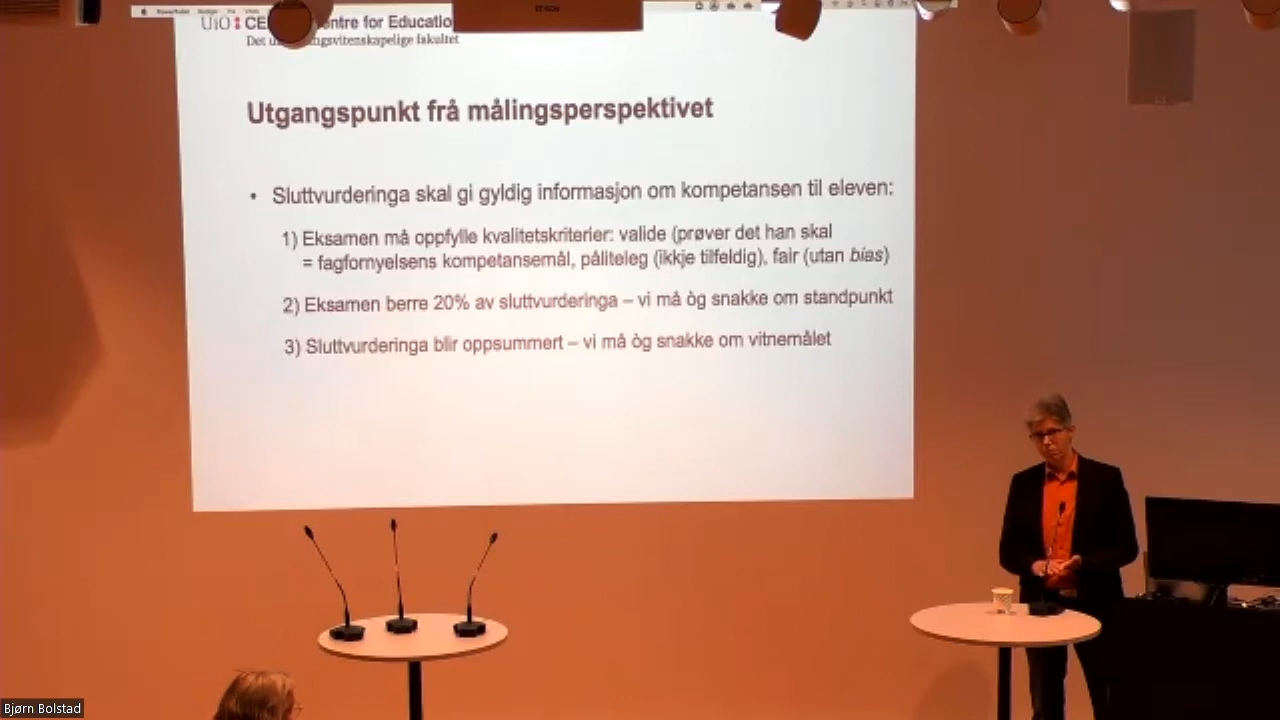 EPSON
UiO CE entre for Educatio
Det u ngsvitenskapelige fakultet
Utgangspunkt frå målingsperspektivet
• Sluttvurderinga skal gi gyldig informasjon om kompetansen til eleven:
1) Eksamen må oppfylle kvalitetskriterier: valide (prøver det han skal
= fagfornyelsens kompetansemål, påliteleg (ikkje tilfeldig), fair (utan bias)
2) Eksamen berre 20% av sluttvurderinga – vi må òg snakke om standpunkt
3) Sluttvurderinga blir oppsummert – vi må òg snakke om vitnemålet
Bjørn Bolstad